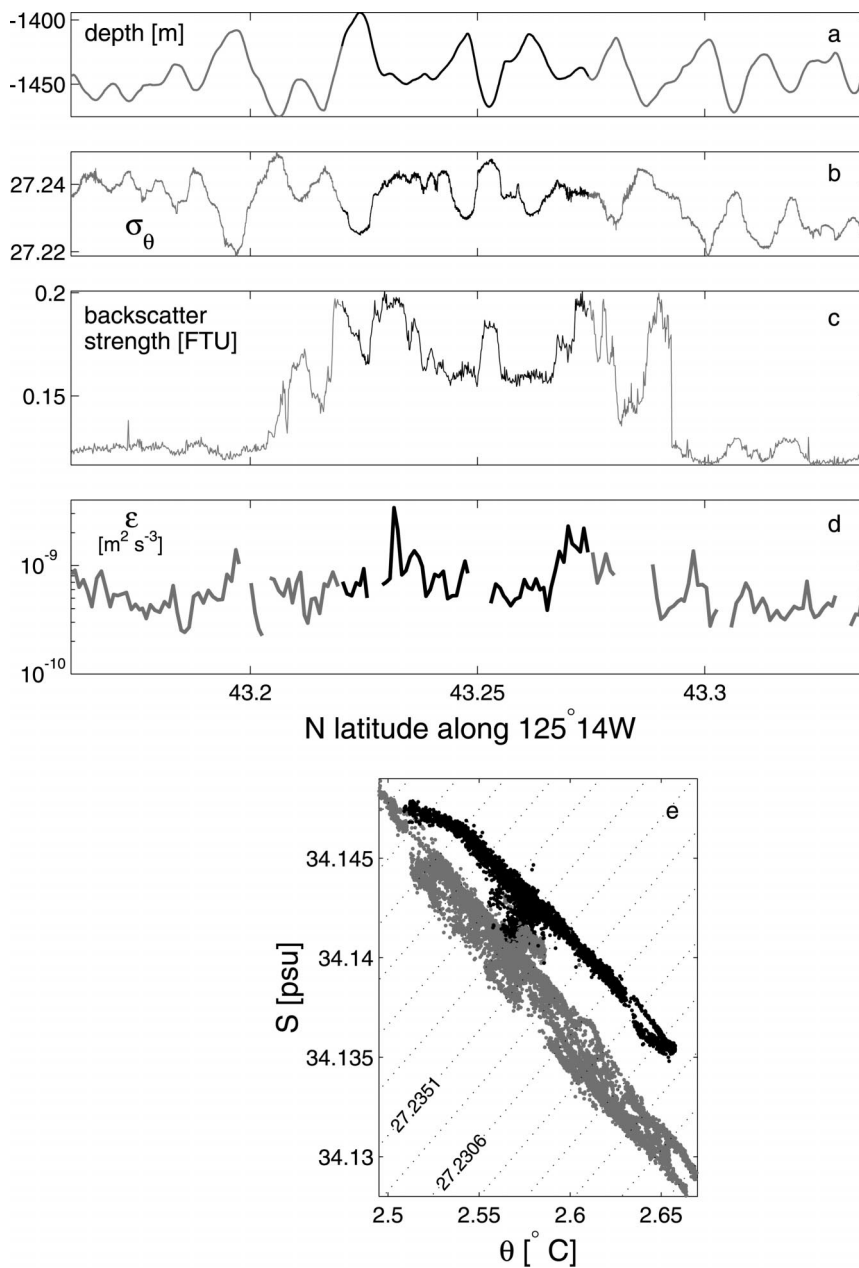 -1400
depth [m]
a
-1450
b
27.24
σθ
27.22
0.2
backscatter
c
strength [FTU]
0.15
ε
d
[m² s⁻³]
10⁻⁹
10⁻¹⁰
43.2 43.25 43.3
N latitude along 125°14W
e
34.145
34.14
S [psu]
34.135
27.2351
34.13
27.2306
2.5 2.55 2.6 2.65
θ [°C]